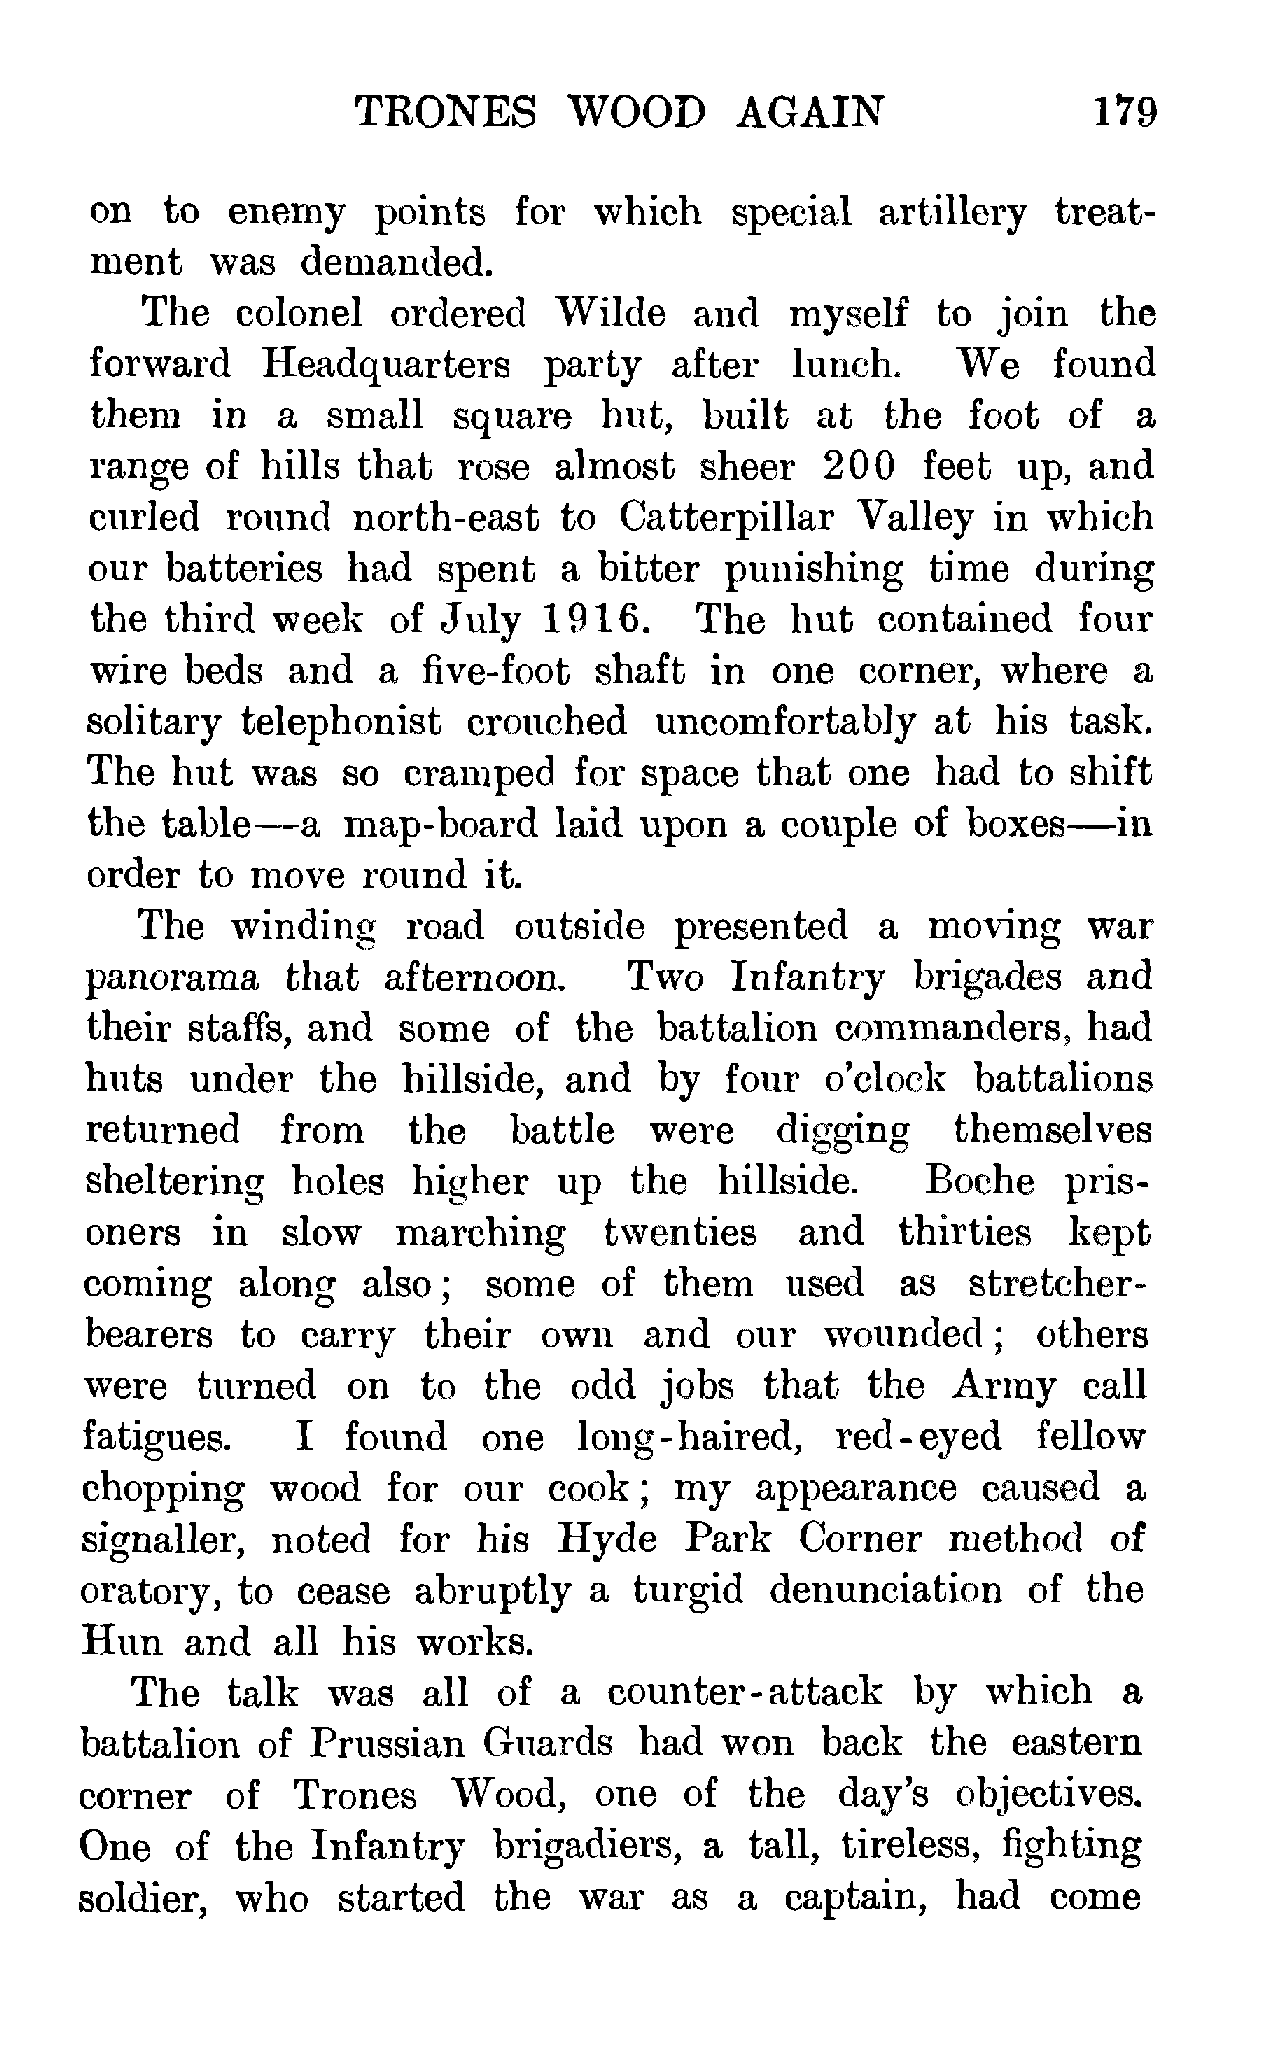 TRONES WOOD AGAIN 179
on to enemy points for which special artillery treat-
ment was demanded.
The colonel ordered Wilde and myself to join the
forward Headquarters party after lunch. We found
them in a small square hut, built at the foot of a
range of hills that rose almost sheer 200 feet up, and
curled round north-east to Catterpillar Valley in which
our batteries had spent a bitter punishing time during
the third week of July 1916. The hut contained four
wire beds and a five-foot shaft in one corner, where a
solitary telephonist crouched uncomfortably at his task.
The hut was so cramped for space that one had to shift
the table—a map-board laid upon a couple of boxes—in
order to move round it.
The winding road outside presented a moving war
panorama that afternoon. Two Infantry brigades and
their staffs, and some of the battalion commanders, had
huts under the hillside, and by four o'clock battalions
returned from the battle were digging themselves
sheltering holes higher up the hillside. Boche pris-
oners in slow marching twenties and thirties kept
coming along also; some of them used as stretcher-
bearers to carry their own and our wounded; others
were turned on to the odd jobs that the Army call
fatigues. I found one long-haired, red-eyed fellow
chopping wood for our cook; my appearance caused a
signaller, noted for his Hyde Park Corner method of
oratory, to cease abruptly a turgid denunciation of the
Hun and all his works.
The talk was all of a counter-attack by which a
battalion of Prussian Guards had won back the eastern
corner of Trones Wood, one of the day's objectives.
One of the Infantry brigadiers, a tall, tireless, fighting
soldier, who started the war as a captain, had come